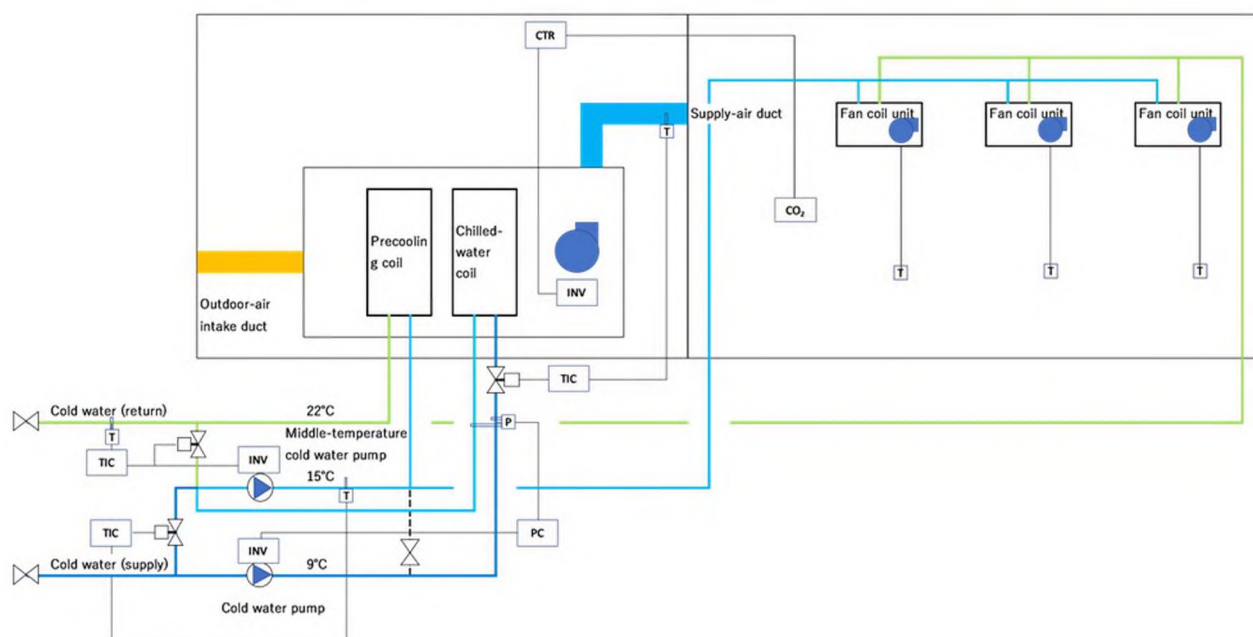 CTR
Supply-air duct
T
Fan coil unit
Fan coil unit
Fan coil unit
Precoolin
g coil
Chilled-
water
coil
CO₂
INV
T
T
T
Outdoor-air
intake duct
TIC
Cold water (return)
22°C
P
T
Middle-temperature
cold water pump
TIC
INV
15°C
T
TIC
PC
INV
Cold water (supply)
9°C
Cold water pump